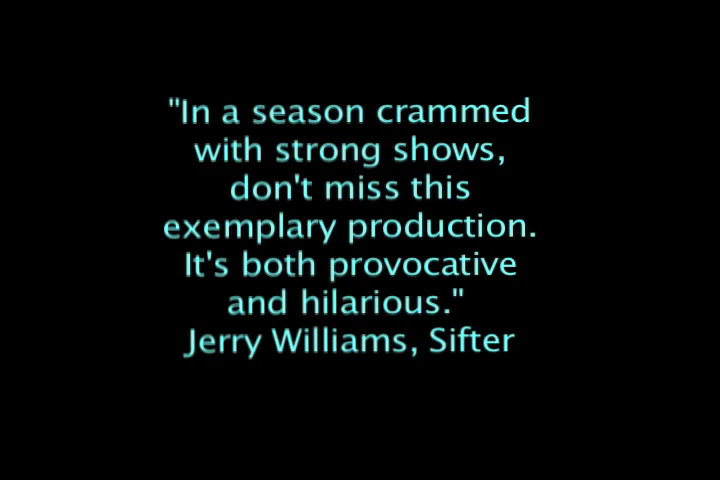 "In a season crammed
with strong shows,
don't miss this
exemplary production.
It's both provocative
and hilarious."
Jerry Williams, Sifter